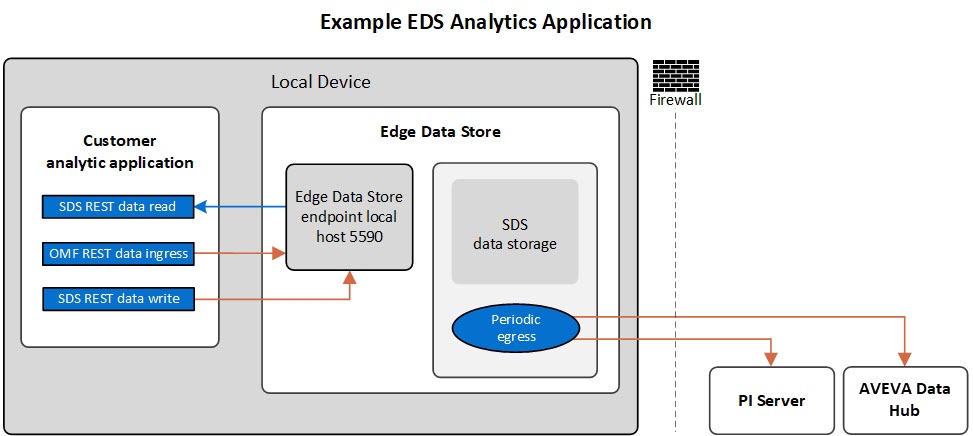 Example EDS Analytics Application
Local Device
Firewall
Customer
analytic application
SDS REST data read
OMF REST data ingress
SDS REST data write
Edge Data Store
Edge Data Store
endpoint local
host 5590
SDS
data storage
Periodic
egress
PI Server
AVEVA Data
Hub